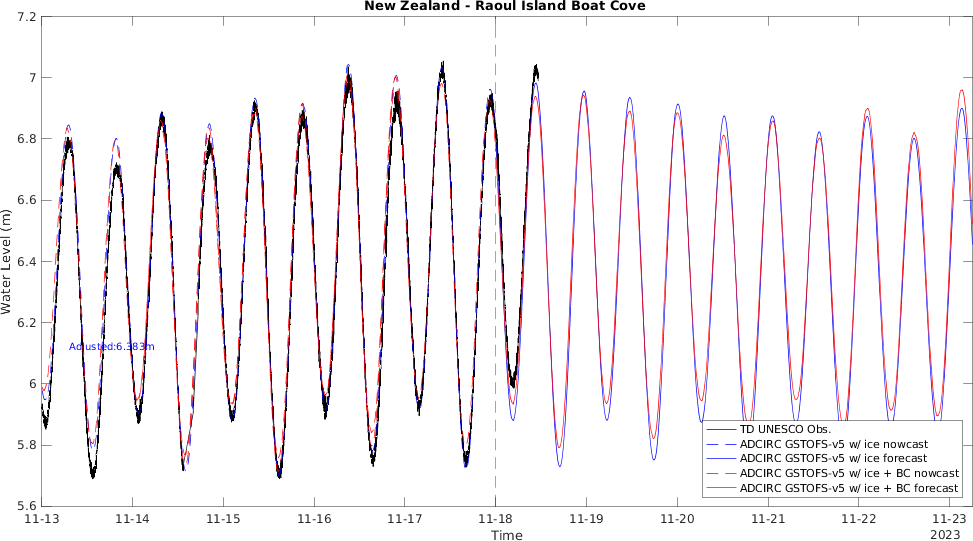 New Zealand - Raoul Island Boat Cove
7.2
7
6.8
6.6
6.4
6.2
6
5.8
5.6
Water Level (m)
Adjusted:6.383m
TD UNESCO Obs.
ADCIRC GSTOFS-v5 w/ ice nowcast
ADCIRC GSTOFS-v5 w/ ice forecast
ADCIRC GSTOFS-v5 w/ ice + BC nowcast
ADCIRC GSTOFS-v5 w/ ice + BC forecast
11-13 11-14 11-15 11-16 11-17 11-18 11-19 11-20 11-21 11-22 11-23
2023
Time